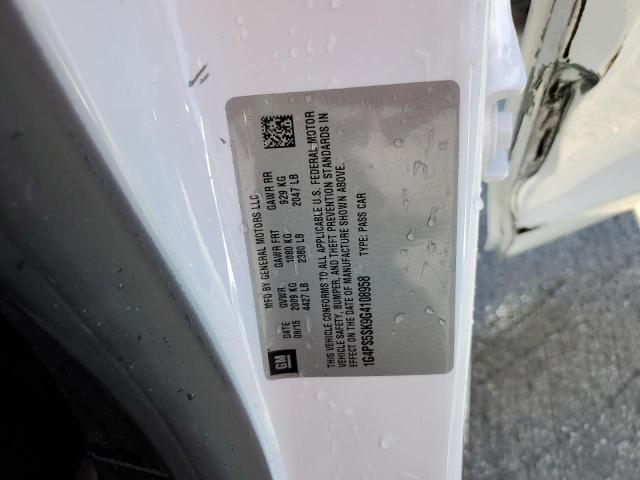 MFD BY GENERAL MOTORS LLC
DATE GVWR GAWR FRT GAWR RR
09/15 2009 KG 1080 KG 929 KG
4427 LB 2380 LB 2047 LB
GM
THIS VEHICLE CONFORMS TO ALL APPLICABLE U.S. FEDERAL MOTOR
VEHICLE SAFETY, BUMPER, AND THEFT PREVENTION STANDARDS IN
EFFECT ON THE DATE OF MANUFACTURE SHOWN ABOVE.
1G4PS5SK9G4108958 TYPE: PASS CAR